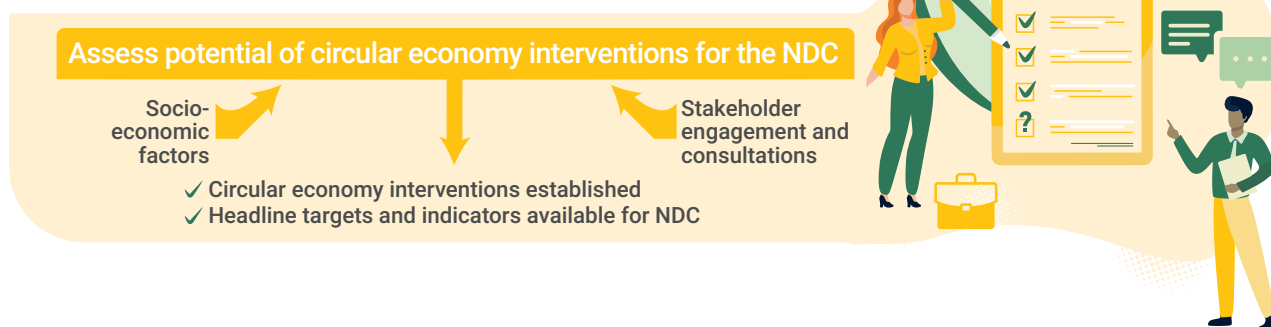 Assess potential of circular economy interventions for the NDC
Socio-
economic
factors
Stakeholder
engagement and
consultations
✓ Circular economy interventions established
✓ Headline targets and indicators available for NDC
?